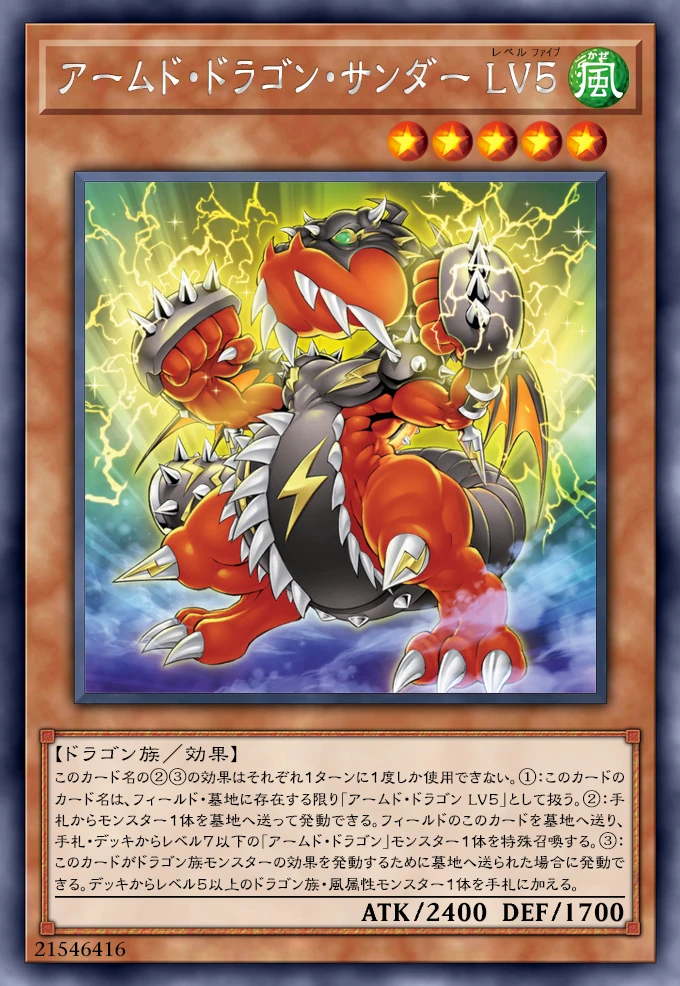 レベル ファイブ
アームド・ドラゴン・サンダー LV5
かぜ
風
【ドラゴン族／効果】
このカード名の②③の効果はそれぞれ1ターンに1度しか使用できない。①：このカードの
カード名は、フィールド・墓地に存在する限り「アームド・ドラゴン LV5」として扱う。②：手
札からモンスター1体を墓地へ送って発動できる。フィールドのこのカードを墓地へ送り、
手札・デッキからレベル7以下の「アームド・ドラゴン」モンスター1体を特殊召喚する。③：
このカードがドラゴン族モンスターの効果を発動するために墓地へ送られた場合に発動で
きる。デッキからレベル5以上のドラゴン族・風属性モンスター1体を手札に加える。
ATK/2400 DEF/1700
21546416